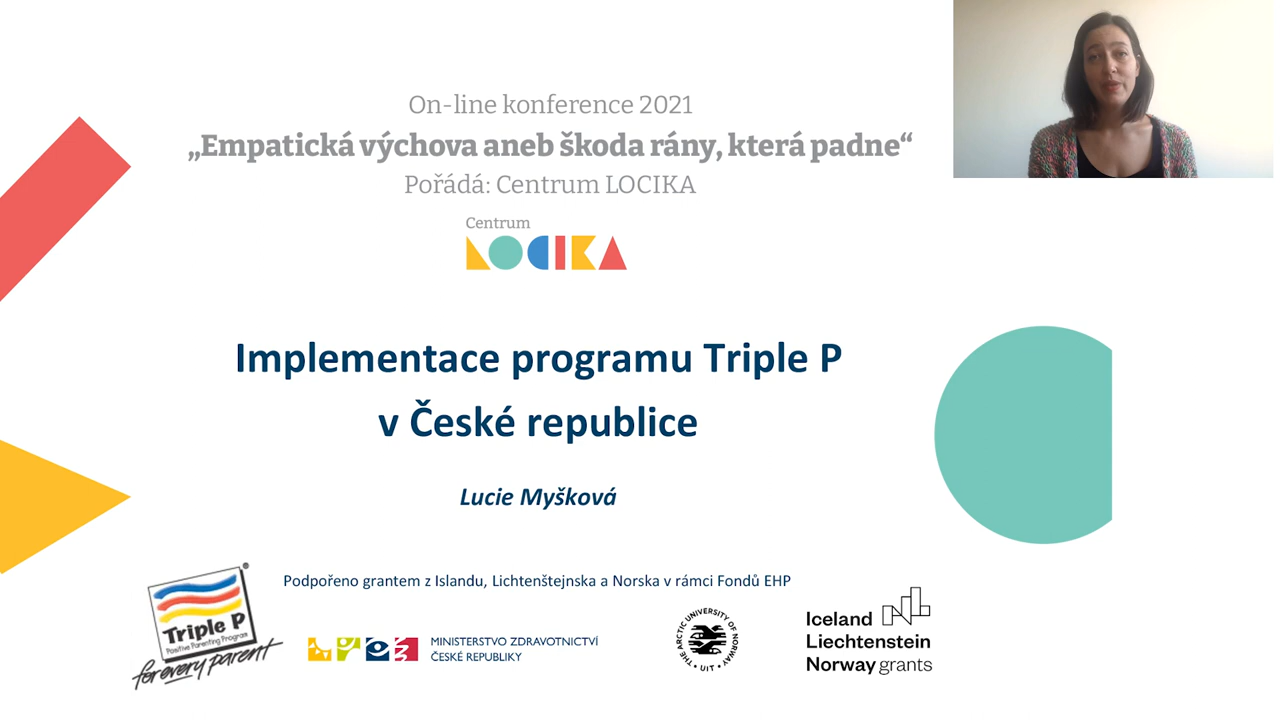 On-line konference 2021
„Empatická výchova aneb škoda rány, která padne“
Pořádá: Centrum LOCIKA
Centrum
LOCIKA
Implementace programu Triple P
v České republice
Lucie Myšková
Podpořeno grantem z Islandu, Lichtenštejnska a Norska v rámci Fondů EHP
Triple P
Positive Parenting Program
for every parent
MINISTERSTVO ZDRAVOTNICTVÍ
ČESKÉ REPUBLIKY
THE ARCTIC UNIVERSITY OF NORWAY
UiT
Iceland
Liechtenstein
Norway grants